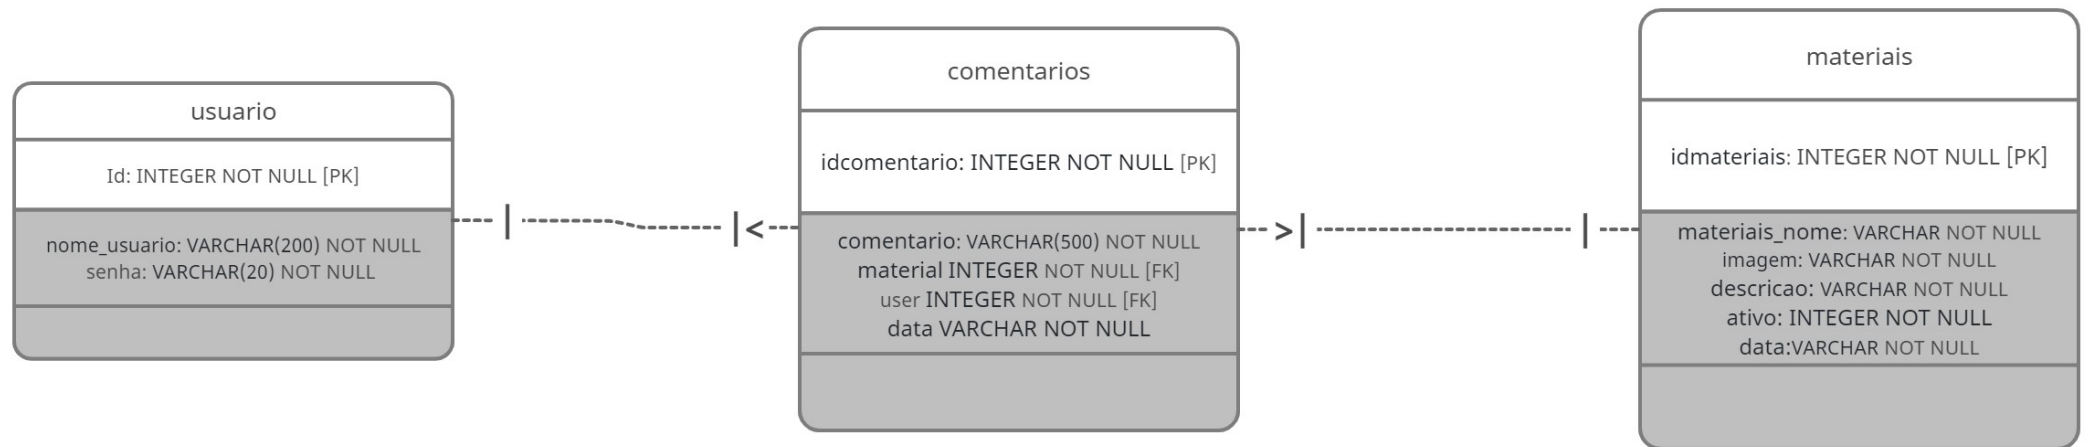 usuario
Id: INTEGER NOT NULL [PK]
nome_usuario: VARCHAR(200) NOT NULL
senha: VARCHAR(20) NOT NULL
comentarios
idcomentario: INTEGER NOT NULL [PK]
comentario: VARCHAR(500) NOT NULL
material INTEGER NOT NULL [FK]
user INTEGER NOT NULL [FK]
data VARCHAR NOT NULL
materiais
idmateriais: INTEGER NOT NULL [PK]
materiais_nome: VARCHAR NOT NULL
imagem: VARCHAR NOT NULL
descricao: VARCHAR NOT NULL
ativo: INTEGER NOT NULL
data:VARCHAR NOT NULL